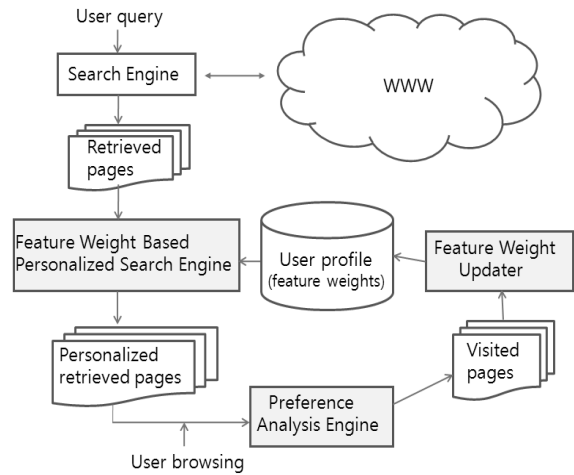 User query
Search Engine
WWW
Retrieved
pages
Feature Weight Based
Personalized Search Engine
User profile
(feature weights)
Feature Weight
Updater
Personalized
retrieved pages
Visited
pages
Preference
Analysis Engine
User browsing